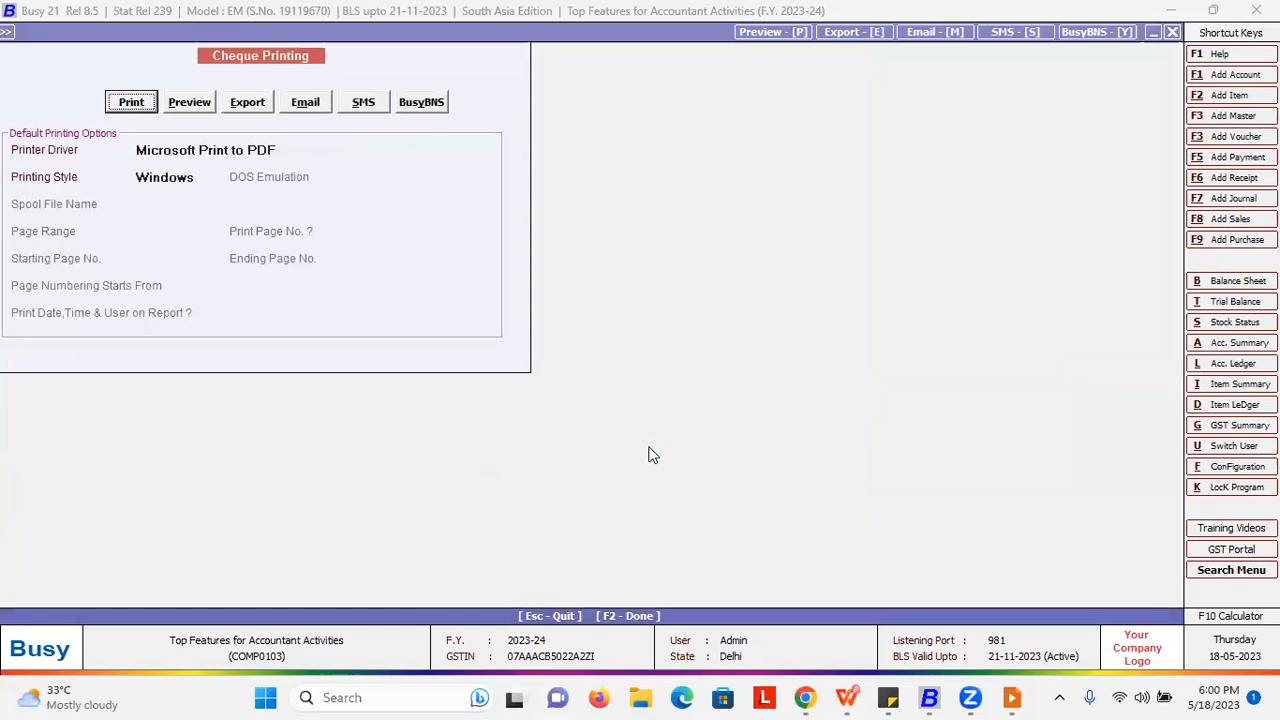 Busy 21 Rel 8.5 | Stat Rel 239 | Model : EM (S.No. 19119670) | BLS upto 21-11-2023 | South Asia Edition | Top Features for Accountant Activities (F.Y. 2023-24)
>> Preview - [P] Export - [E] Email - [M] SMS - [S] BusyBNS - [Y]
Cheque Printing
Print Preview Export Email SMS BusyBNS
Default Printing Options
Printer Driver Microsoft Print to PDF
Printing Style Windows DOS Emulation
Spool File Name
Page Range Print Page No. ?
Starting Page No. Ending Page No.
Page Numbering Starts From
Print Date,Time & User on Report ?
Shortcut Keys
F1 Help
F1 Add Account
F2 Add Item
F3 Add Master
F3 Add Voucher
F5 Add Payment
F6 Add Receipt
F7 Add Journal
F8 Add Sales
F9 Add Purchase
B Balance Sheet
T Trial Balance
S Stock Status
A Acc. Summary
L Acc. Ledger
I Item Summary
D Item LeDger
G GST Summary
U Switch User
F ConFiguration
K LocK Program
Training Videos
GST Portal
Search Menu
[ Esc - Quit ] [ F2 - Done ]
F10 Calculator
Busy
Top Features for Accountant Activities
(COMP0103)
F.Y. : 2023-24
GSTIN : 07AAACB5022A2ZI
User : Admin
State : Delhi
Listening Port : 981
BLS Valid Upto : 21-11-2023 (Active)
Your
Company
Logo
Thursday
18-05-2023
33°C
Mostly cloudy
Search
6:00 PM
5/18/2023
1